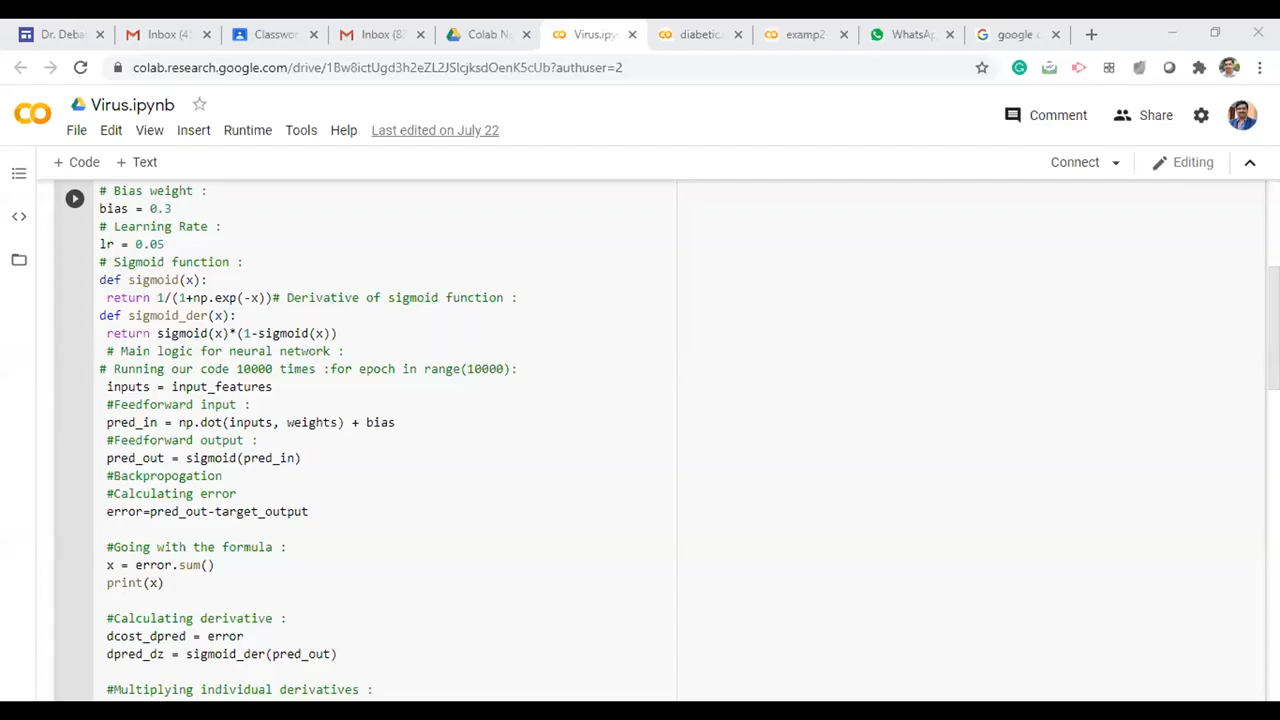 Dr. Deba
Inbox (4
Classwor
Inbox (8
Colab N
Virus.ipy
diabetic
examp2
WhatsAp
google c
colab.research.google.com/drive/1Bw8ictUgd3h2eZL2JSIcjksdOenK5cUb?authuser=2
CO
Virus.ipynb
Comment
Share
File Edit View Insert Runtime Tools Help Last edited on July 22
+ Code + Text
Connect
Editing
# Bias weight :
bias = 0.3
# Learning Rate :
lr = 0.05
# Sigmoid function :
def sigmoid(x):
return 1/(1+np.exp(-x))# Derivative of sigmoid function :
def sigmoid_der(x):
return sigmoid(x)*(1-sigmoid(x))
# Main logic for neural network :
# Running our code 10000 times :for epoch in range(10000):
inputs = input_features
#Feedforward input :
pred_in = np.dot(inputs, weights) + bias
#Feedforward output :
pred_out = sigmoid(pred_in)
#Backpropogation
#Calculating error
error=pred_out-target_output
#Going with the formula :
x = error.sum()
print(x)
#Calculating derivative :
dcost_dpred = error
dpred_dz = sigmoid_der(pred_out)
#Multiplying individual derivatives :